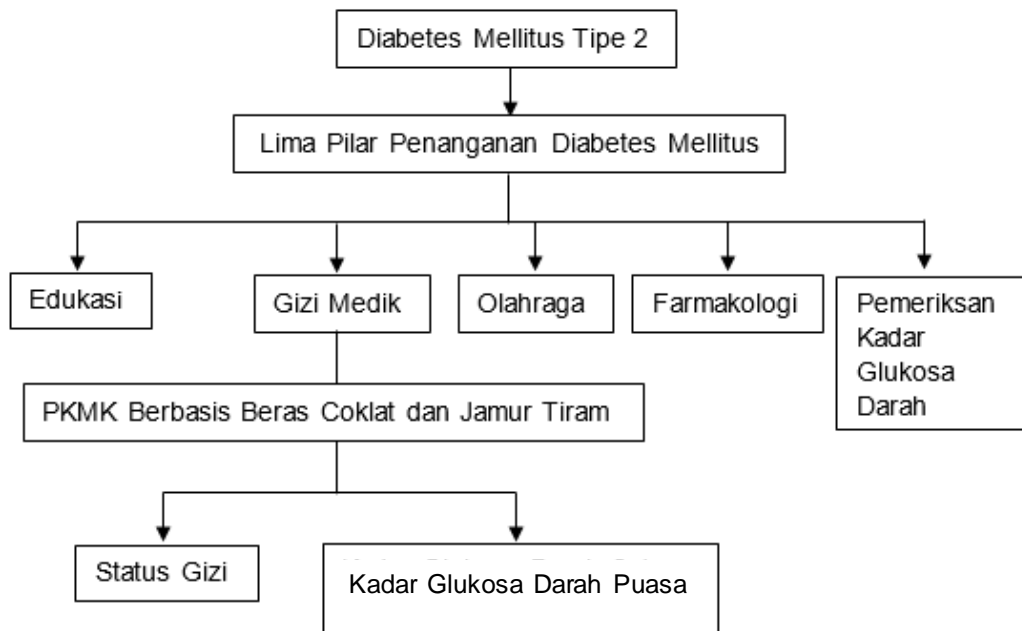 Diabetes Mellitus Tipe 2
Lima Pilar Penanganan Diabetes Mellitus
Edukasi
Gizi Medik
Olahraga
Farmakologi
Pemeriksan
Kadar
Glukosa
Darah
PKMK Berbasis Beras Coklat dan Jamur Tiram
Status Gizi
Kadar Glukosa Darah Puasa